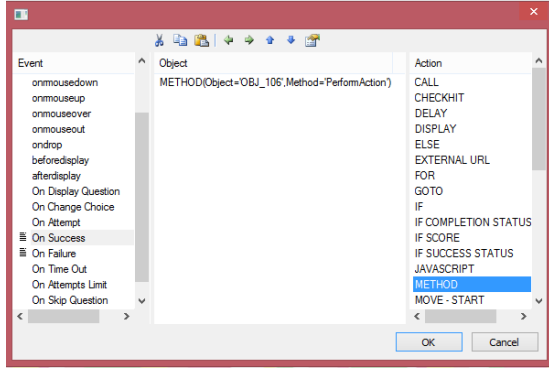 Event
onmousedown
onmouseup
onmouseover
onmouseout
ondrop
beforedisplay
afterdisplay
On Display Question
On Change Choice
On Attempt
On Success
On Failure
On Time Out
On Attempts Limit
On Skip Question
Object
METHOD(Object='OBJ_106',Method='PerformAction')
Action
CALL
CHECKHIT
DELAY
DISPLAY
ELSE
EXTERNAL URL
FOR
GOTO
IF
IF COMPLETION STATUS
IF SCORE
IF SUCCESS STATUS
JAVASCRIPT
METHOD
MOVE - START
OK
Cancel